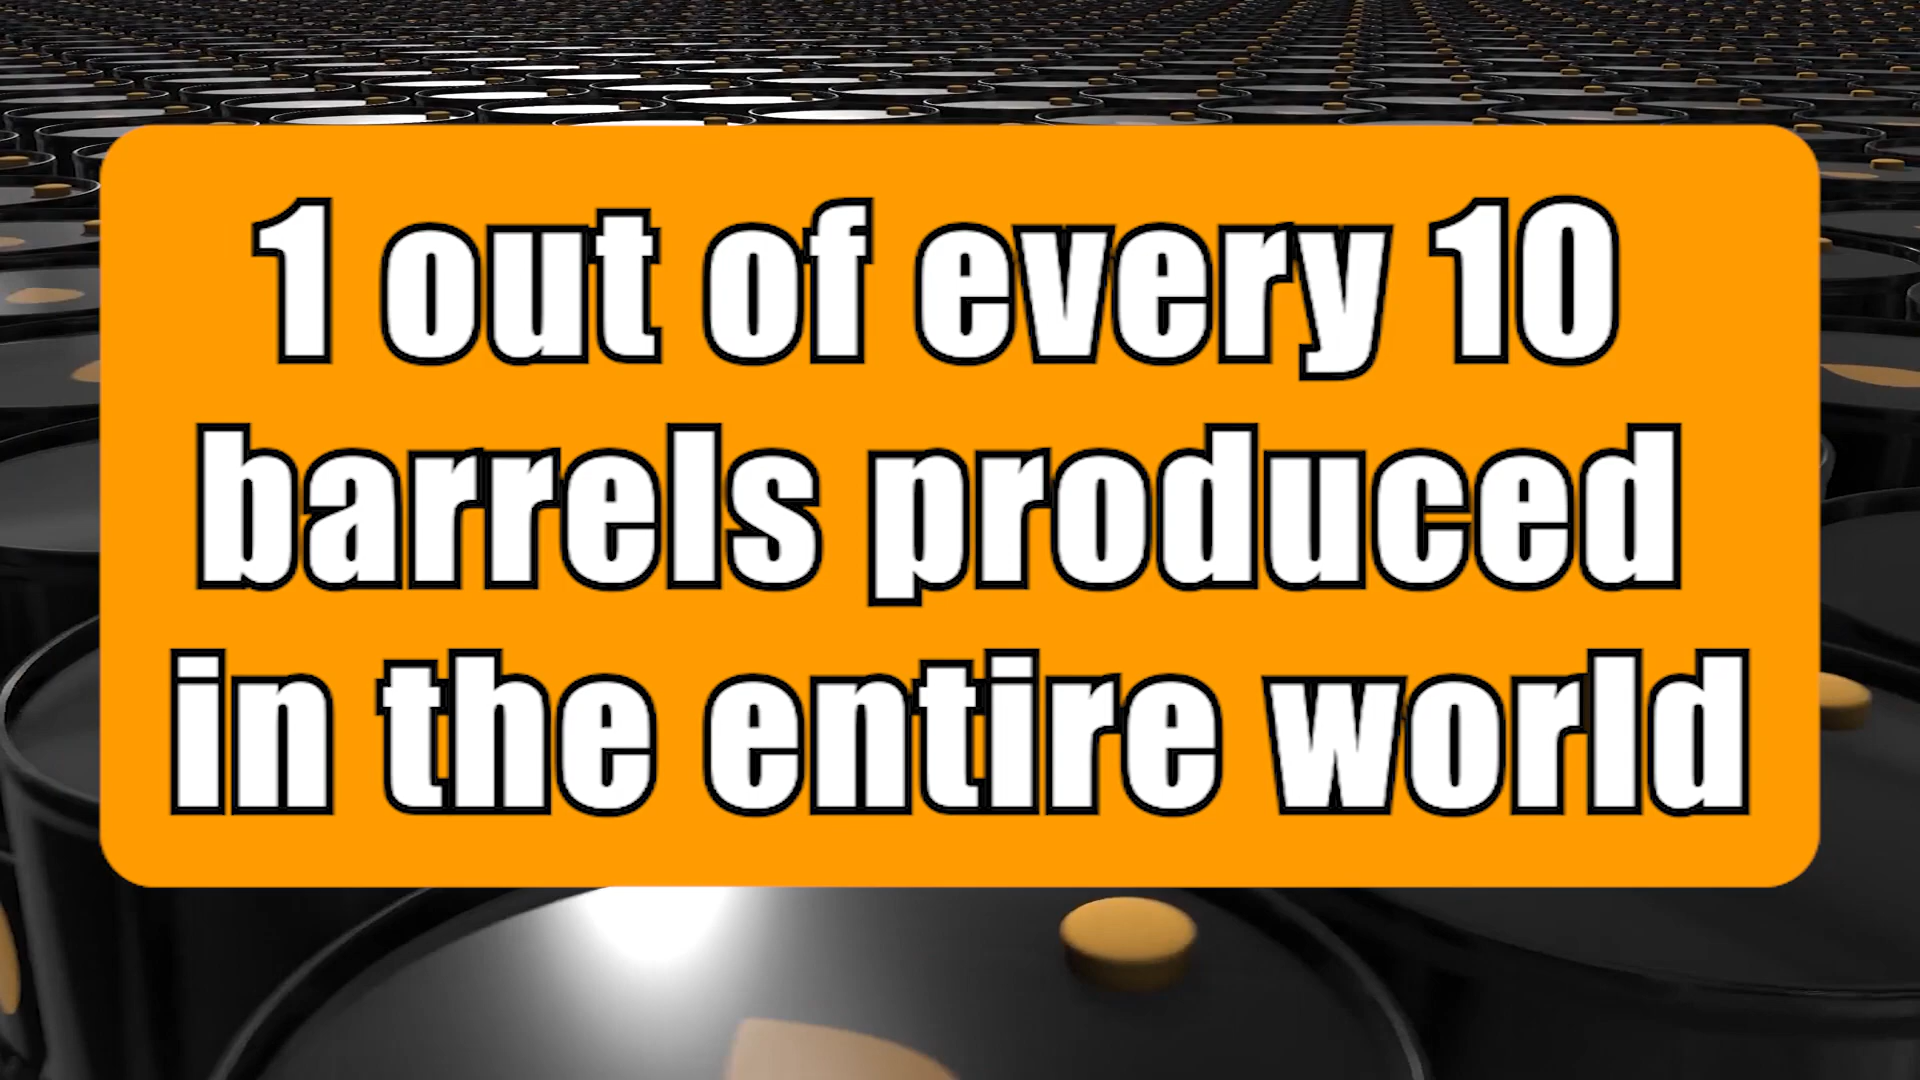 1 out of every 10
barrels produced
in the entire world